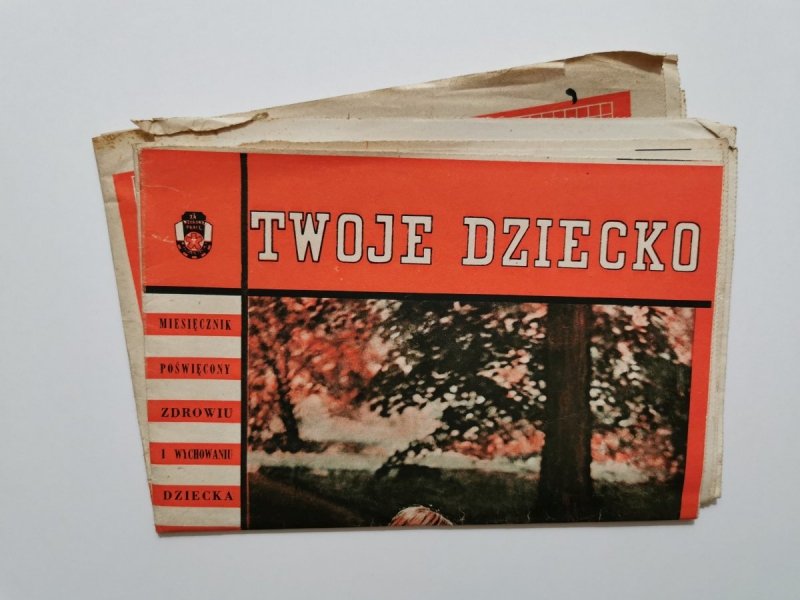 TWOJE DZIECKO
MIESIĘCZNIK
POŚWIĘCONY
ZDROWIU
I WYCHOWANIU
DZIECKA